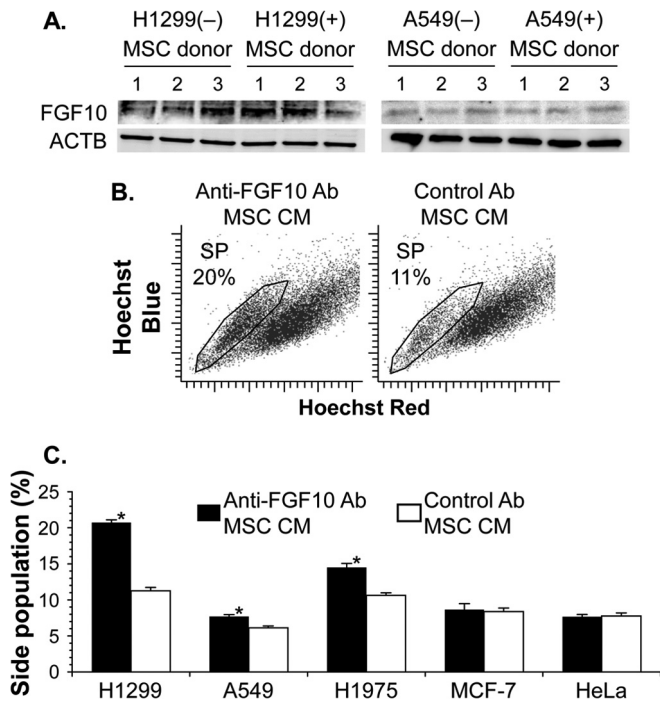 A.
H1299(–) H1299(+) A549(–) A549(+)
MSC donor MSC donor MSC donor MSC donor
1 2 3 1 2 3 1 2 3 1 2 3
FGF10
ACTB
B.
Anti-FGF10 Ab Control Ab
MSC CM MSC CM
SP SP
20% 11%
Hoechst
Blue
Hoechst Red
C.
Side population (%)
25
20
15
10
5
0
Anti-FGF10 Ab Control Ab
MSC CM MSC CM
* * *
H1299 A549 H1975 MCF-7 HeLa